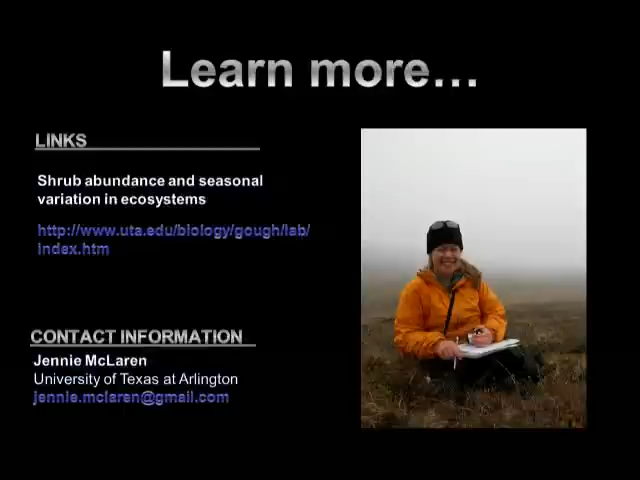 Learn more…
LINKS
Shrub abundance and seasonal
variation in ecosystems
http://www.uta.edu/biology/gough/lab/
index.htm
CONTACT INFORMATION
Jennie McLaren
University of Texas at Arlington
jennie.mclaren@gmail.com